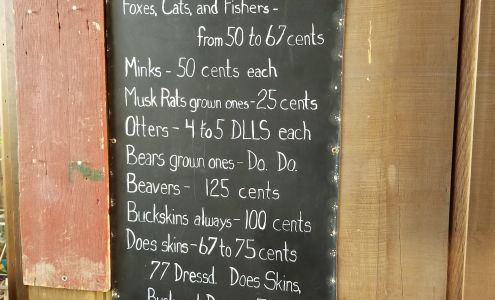 Foxes, Cats, and Fishers -
from 50 to 67 cents
Minks - 50 cents each
Musk Rats grown ones - 25 cents
Otters - 4 to 5 DLLS each
Bears grown ones - Do. Do.
Beavers - 125 cents
Buckskins always - 100 cents
Does skins - 67 to 75 cents
77 Dressd. Does Skins,